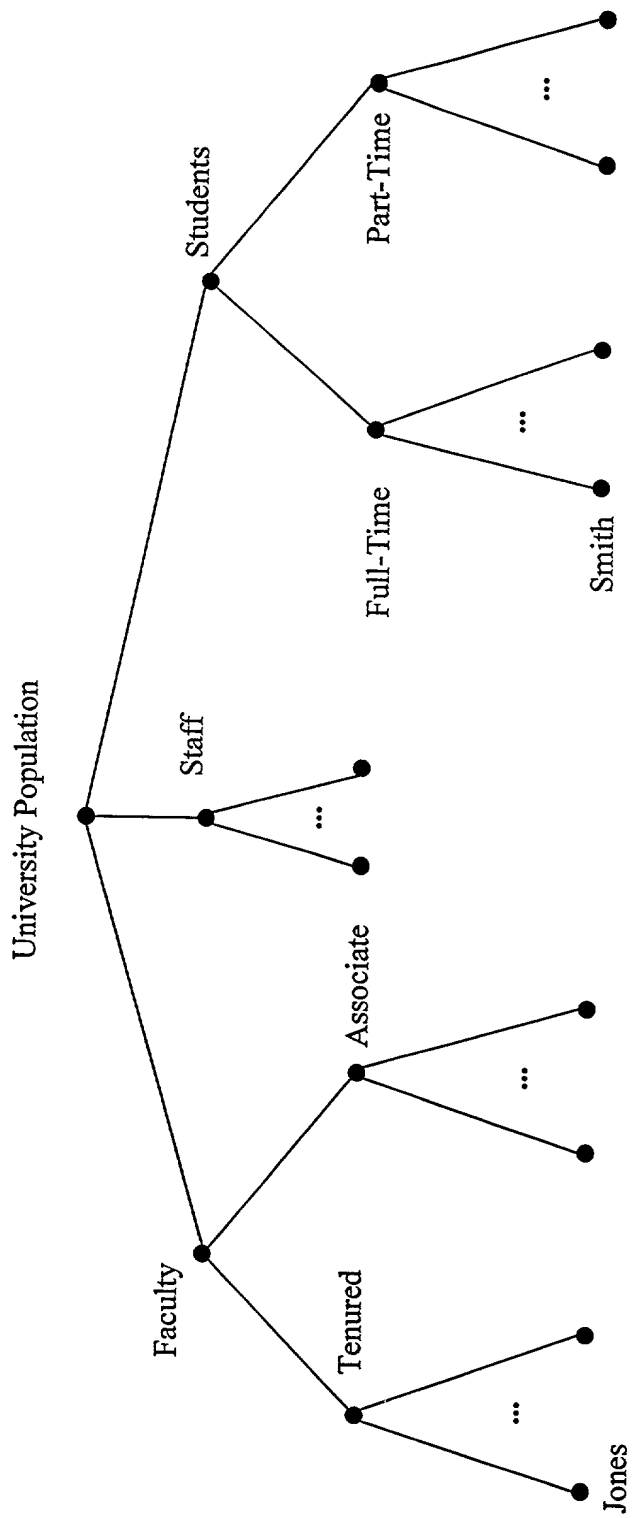 University Population
Faculty
Staff
Students
Tenured
Associate
Full-Time
Part-Time
...
...
...
...
...
Jones
Smith